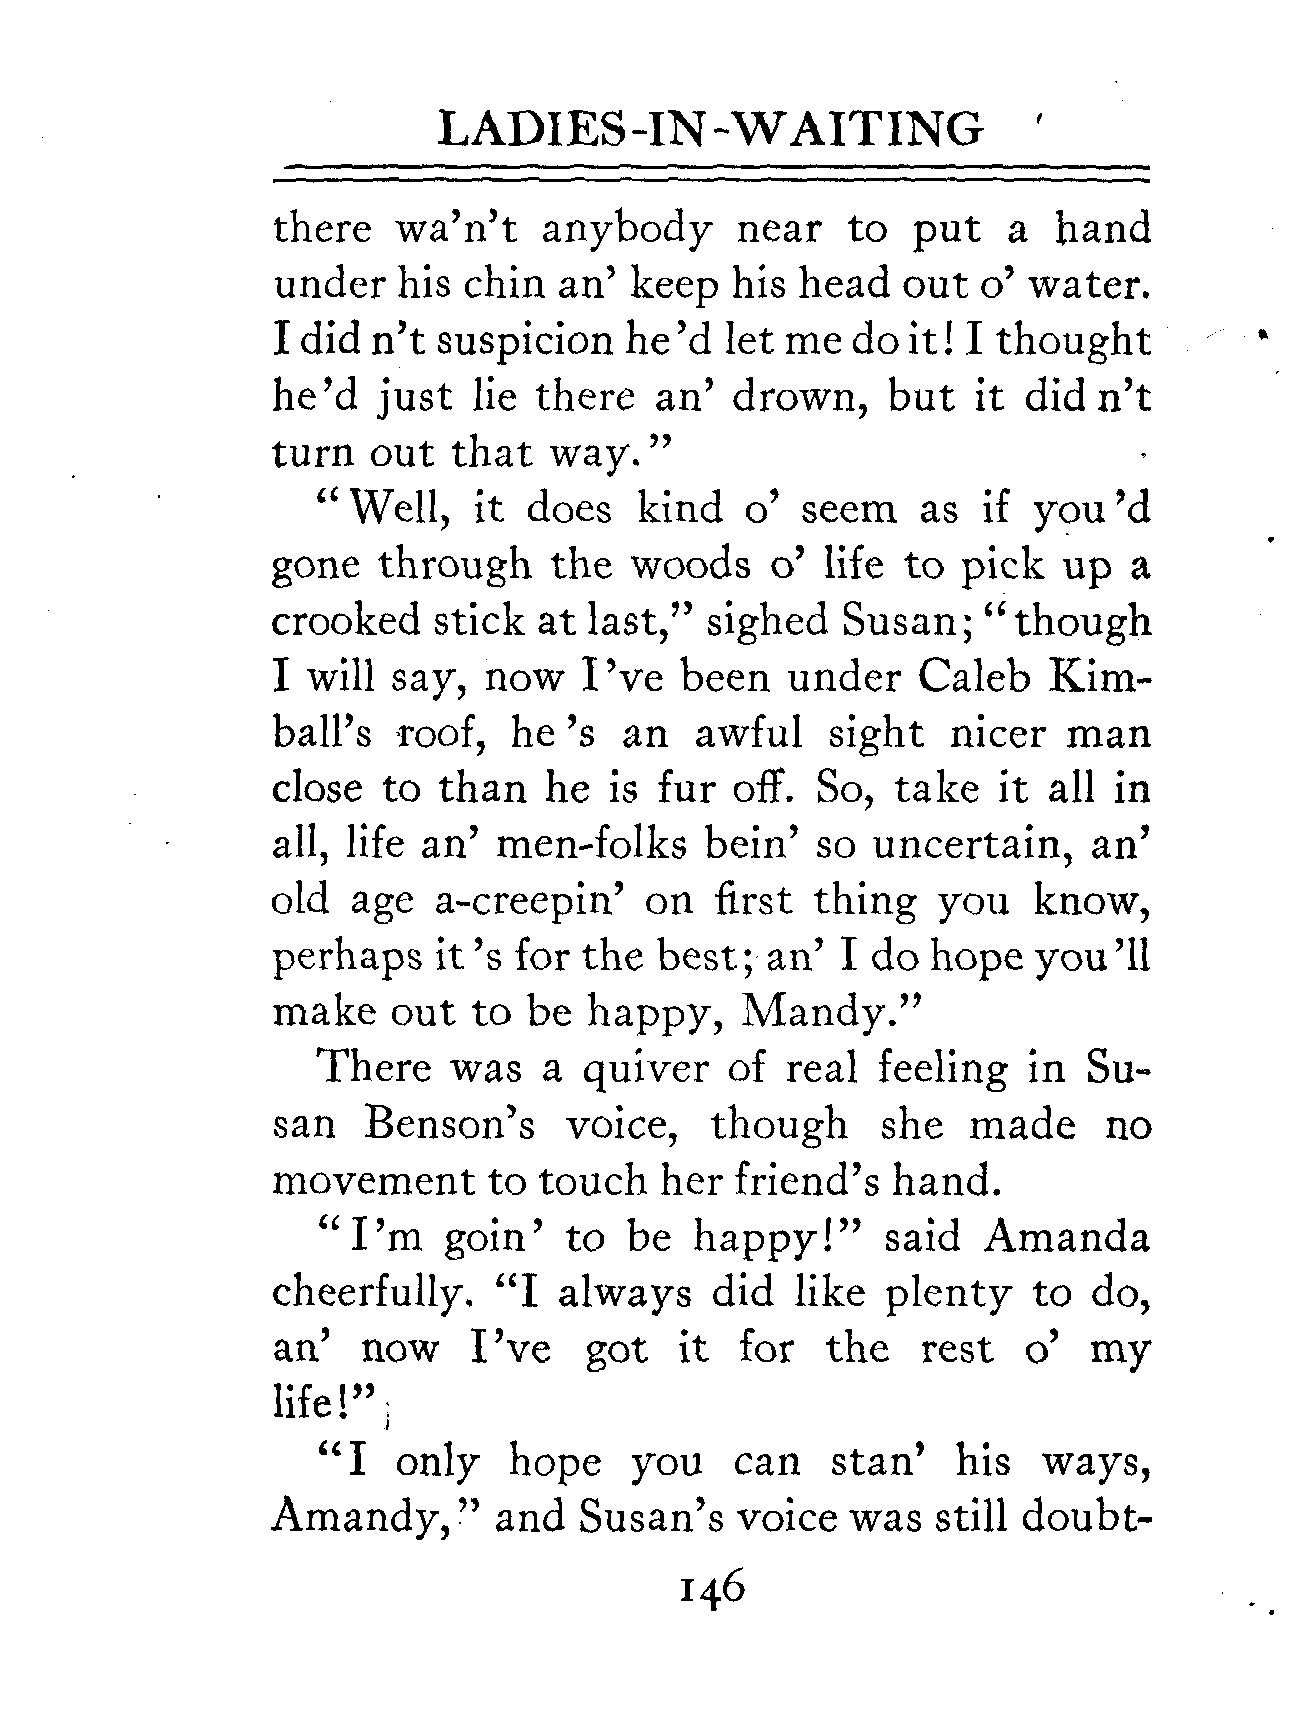 LADIES-IN-WAITING
there wa'n't anybody near to put a hand
under his chin an' keep his head out o' water.
I did n't suspicion he 'd let me do it! I thought
he 'd just lie there an' drown, but it did n't
turn out that way."
"Well, it does kind o' seem as if you 'd
gone through the woods o' life to pick up a
crooked stick at last," sighed Susan; "though
I will say, now I 've been under Caleb Kim-
ball's roof, he 's an awful sight nicer man
close to than he is fur off. So, take it all in
all, life an' men-folks bein' so uncertain, an'
old age a-creepin' on first thing you know,
perhaps it 's for the best; an' I do hope you 'll
make out to be happy, Mandy."
There was a quiver of real feeling in Su-
san Benson's voice, though she made no
movement to touch her friend's hand.
"I 'm goin' to be happy!" said Amanda
cheerfully. "I always did like plenty to do,
an' now I 've got it for the rest o' my
life!"
"I only hope you can stan' his ways,
Amandy," and Susan's voice was still doubt-
146